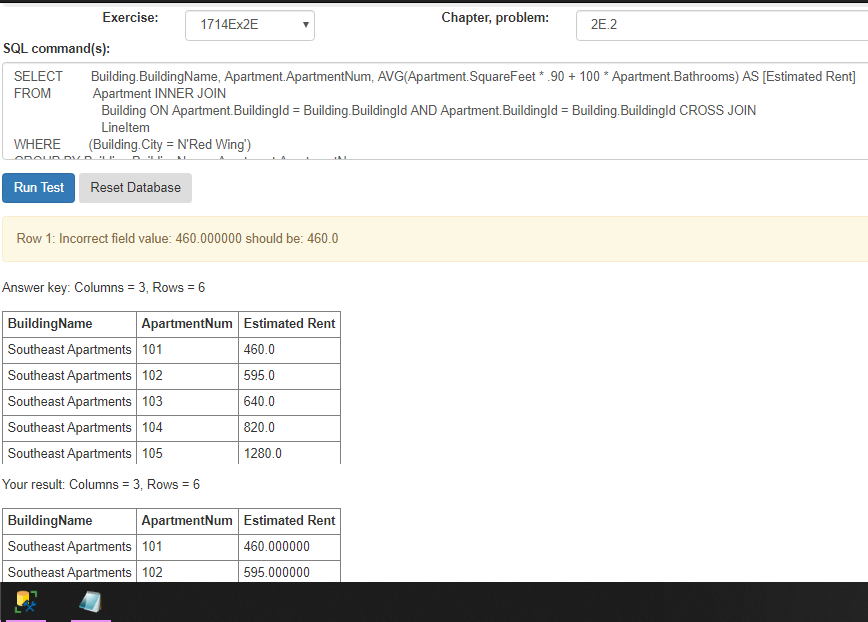 Exercise: 1714Ex2E Chapter, problem: 2E.2
SQL command(s):
SELECT Building.BuildingName, Apartment.ApartmentNum, AVG(Apartment.SquareFeet * .90 + 100 * Apartment.Bathrooms) AS [Estimated Rent]
FROM Apartment INNER JOIN
Building ON Apartment.BuildingId = Building.BuildingId AND Apartment.BuildingId = Building.BuildingId CROSS JOIN
LineItem
WHERE (Building.City = N'Red Wing')
Run Test Reset Database
Row 1: Incorrect field value: 460.000000 should be: 460.0
Answer key: Columns = 3, Rows = 6
BuildingName ApartmentNum Estimated Rent
Southeast Apartments 101 460.0
Southeast Apartments 102 595.0
Southeast Apartments 103 640.0
Southeast Apartments 104 820.0
Southeast Apartments 105 1280.0
Your result: Columns = 3, Rows = 6
BuildingName ApartmentNum Estimated Rent
Southeast Apartments 101 460.000000
Southeast Apartments 102 595.000000